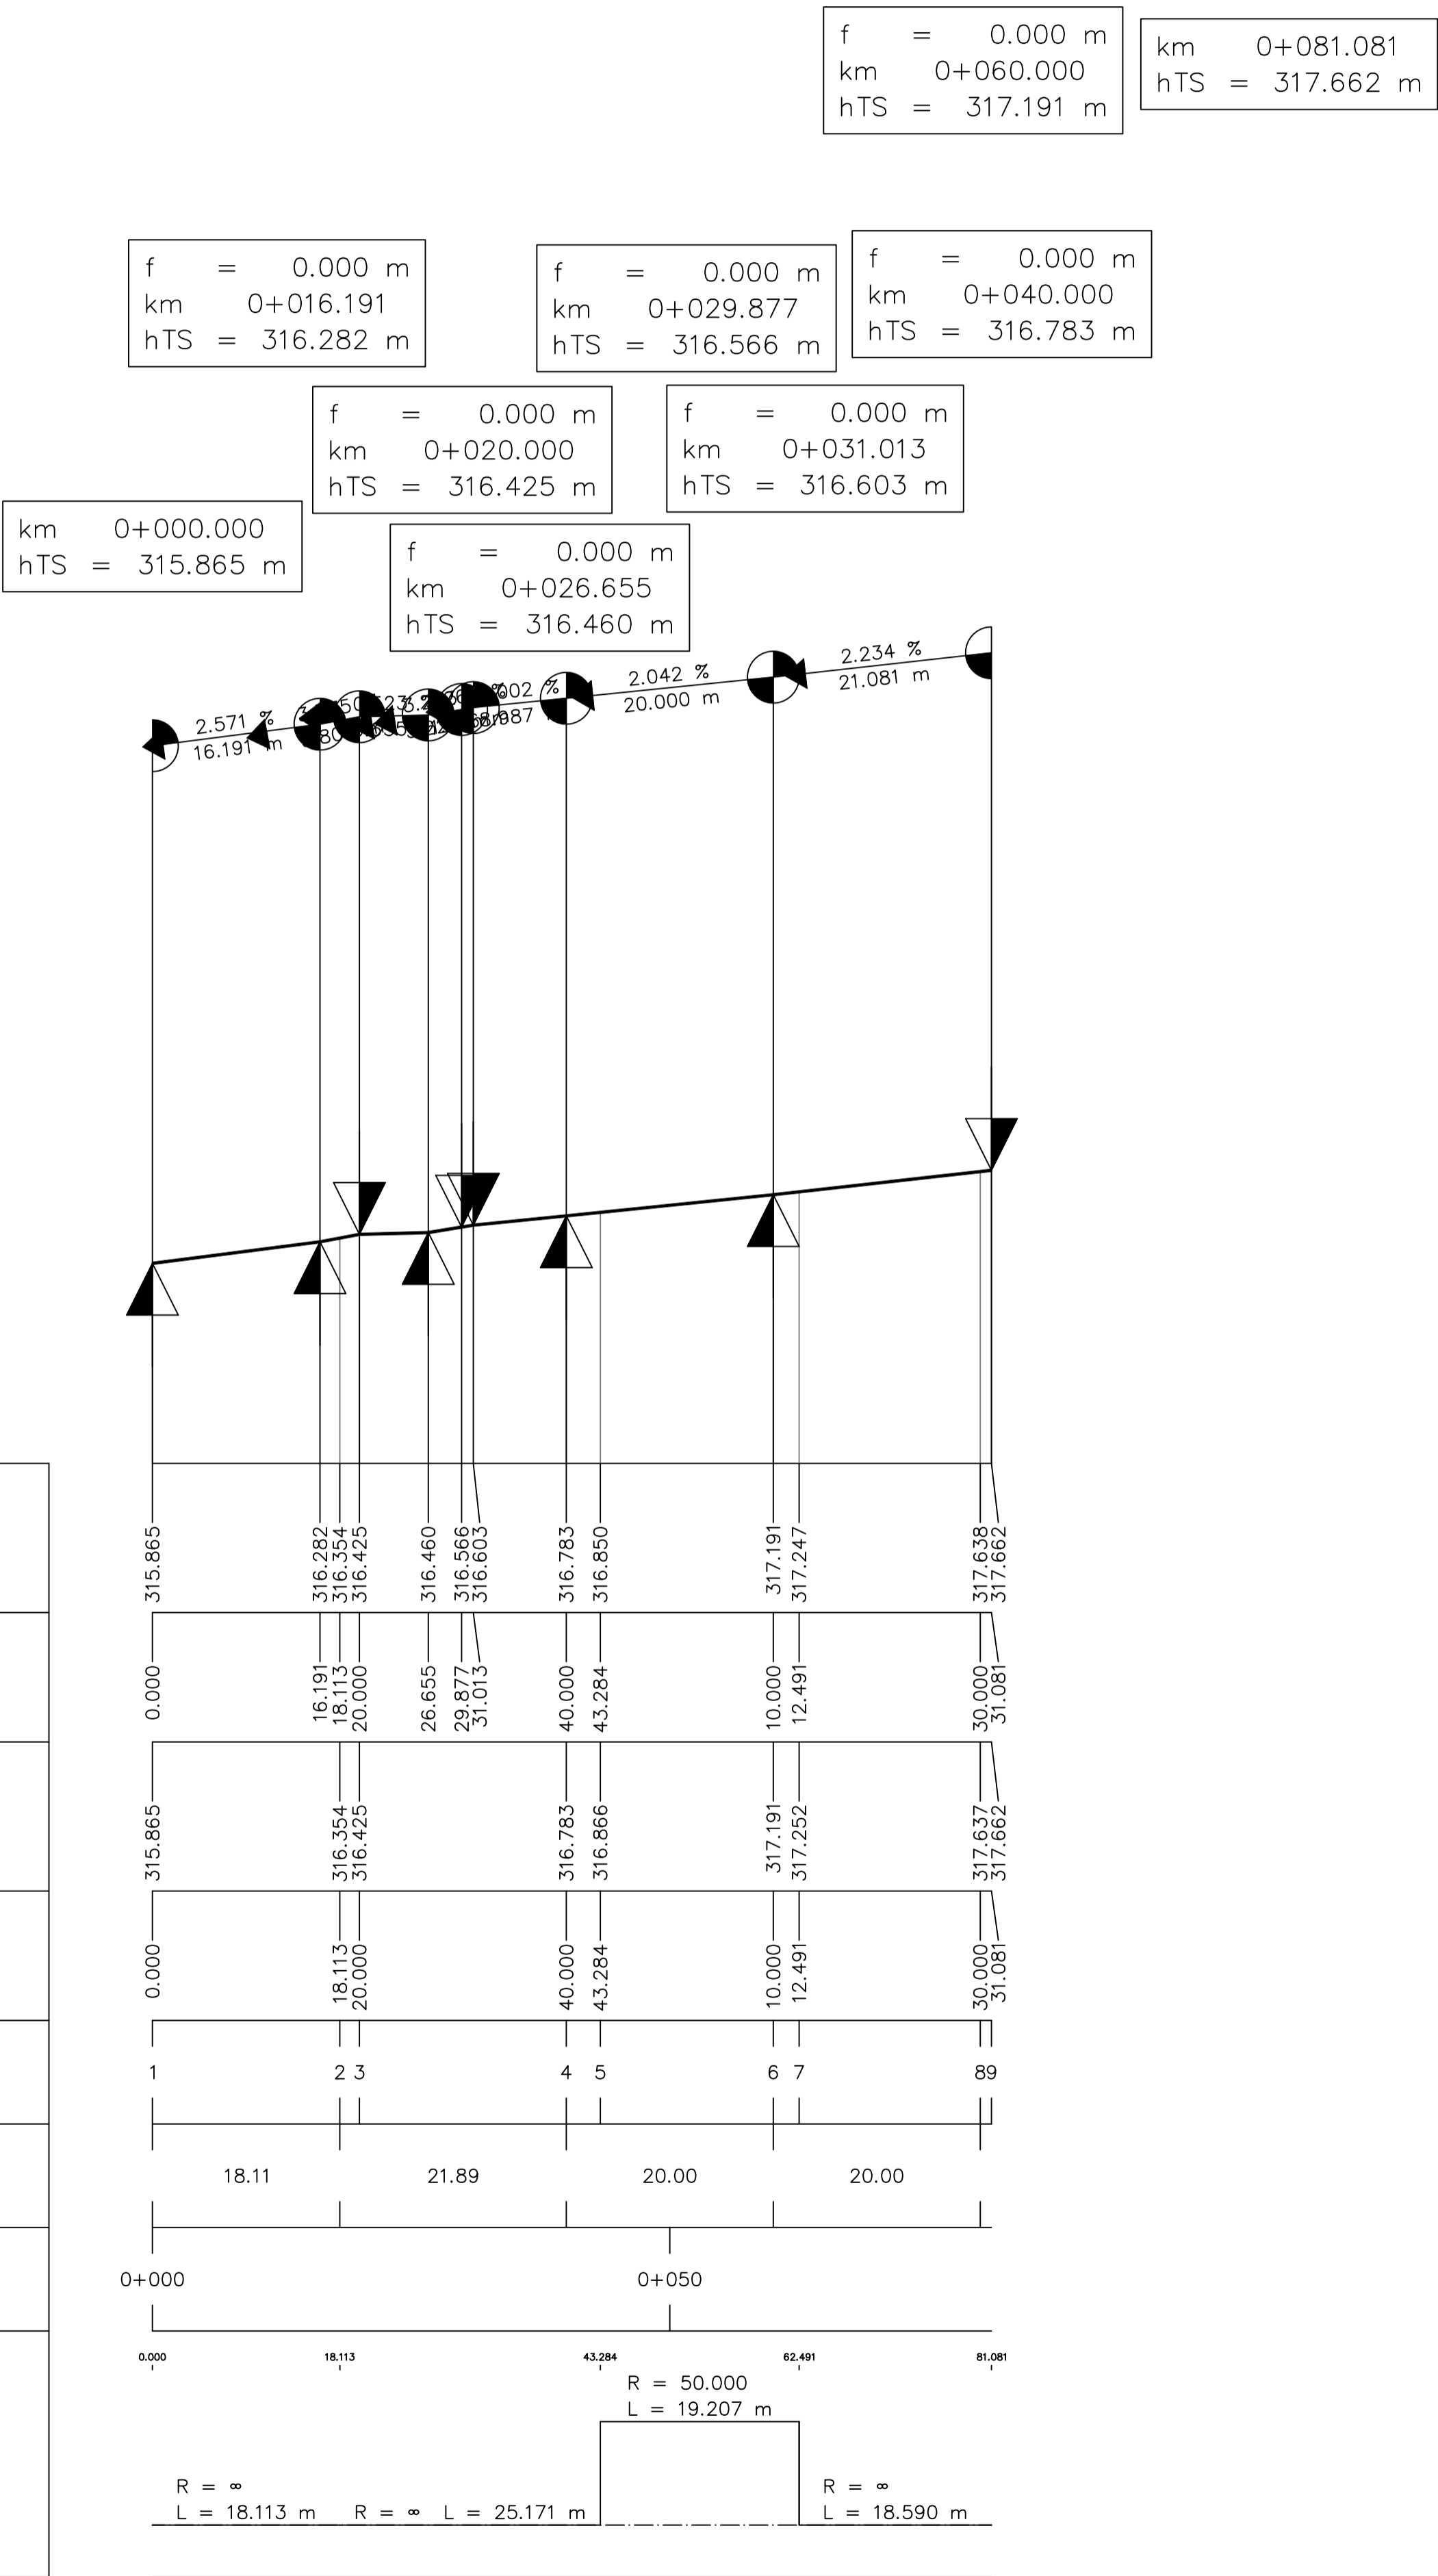 f = 0.000 m
km 0+060.000
hTS = 317.191 m
km 0+081.081
hTS = 317.662 m
f = 0.000 m
km 0+016.191
hTS = 316.282 m
f = 0.000 m
km 0+029.877
hTS = 316.566 m
f = 0.000 m
km 0+040.000
hTS = 316.783 m
f = 0.000 m
km 0+020.000
hTS = 316.425 m
f = 0.000 m
km 0+031.013
hTS = 316.603 m
km 0+000.000
hTS = 315.865 m
f = 0.000 m
km 0+026.655
hTS = 316.460 m
2.571 %
16.191 m
2.042 %
20.000 m
2.234 %
21.081 m
315.865
316.282
316.354
316.425
316.460
316.566
316.603
316.783
316.850
317.191
317.247
317.638
317.662
0.000
16.191
18.113
20.000
26.655
29.877
31.013
40.000
43.284
10.000
12.491
30.000
31.081
315.865
316.354
316.425
316.783
316.866
317.191
317.252
317.637
317.662
0.000
18.113
20.000
40.000
43.284
10.000
12.491
30.000
31.081
1 2 3 4 5 6 7 8 9
18.11 21.89 20.00 20.00
0+000 0+050
0.000 18.113 43.284 62.491 81.081
R = 50.000
L = 19.207 m
R = ∞
L = 18.113 m
R = ∞ L = 25.171 m
R = ∞
L = 18.590 m